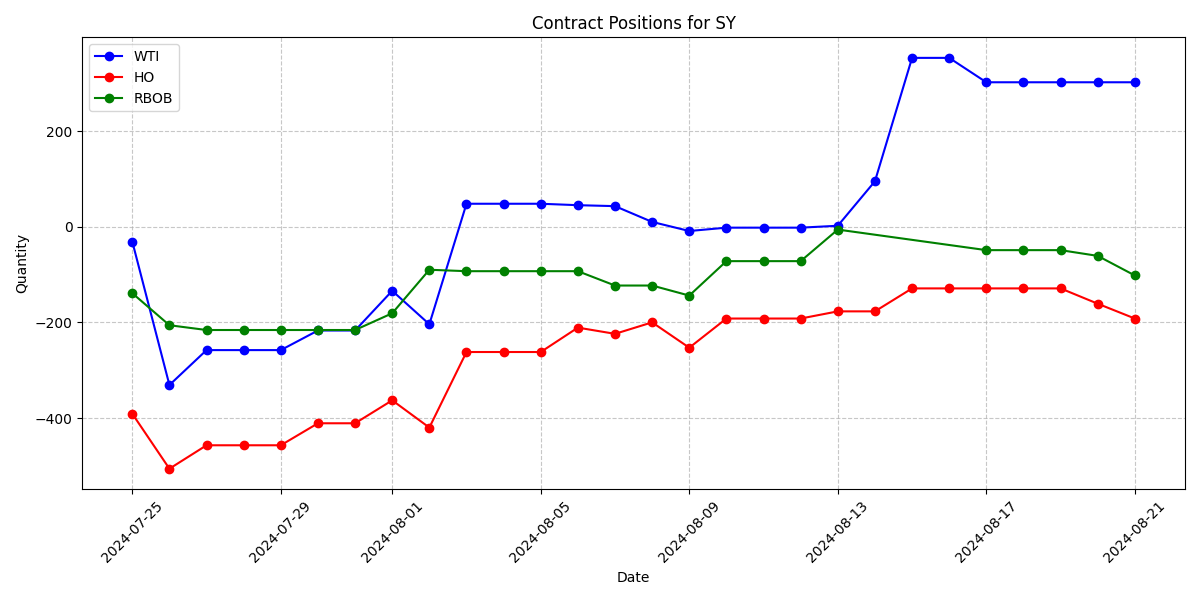 Contract Positions for SY
WTI
HO
RBOB
200
0
−200
−400
Quantity
2024-07-25
2024-07-29
2024-08-01
2024-08-05
2024-08-09
2024-08-13
2024-08-17
2024-08-21
Date